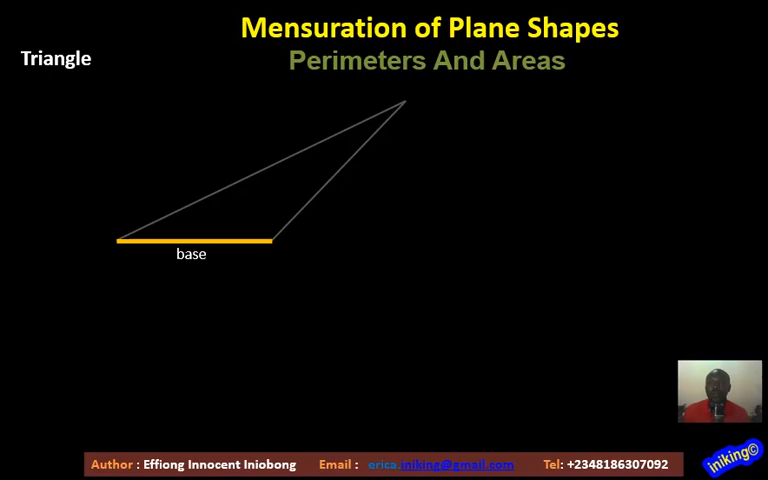 Mensuration of Plane Shapes
Perimeters And Areas
Triangle
base
Author : Effiong Innocent Iniobong Email : erica.iniking@gmail.com Tel: +2348186307092
iniking©